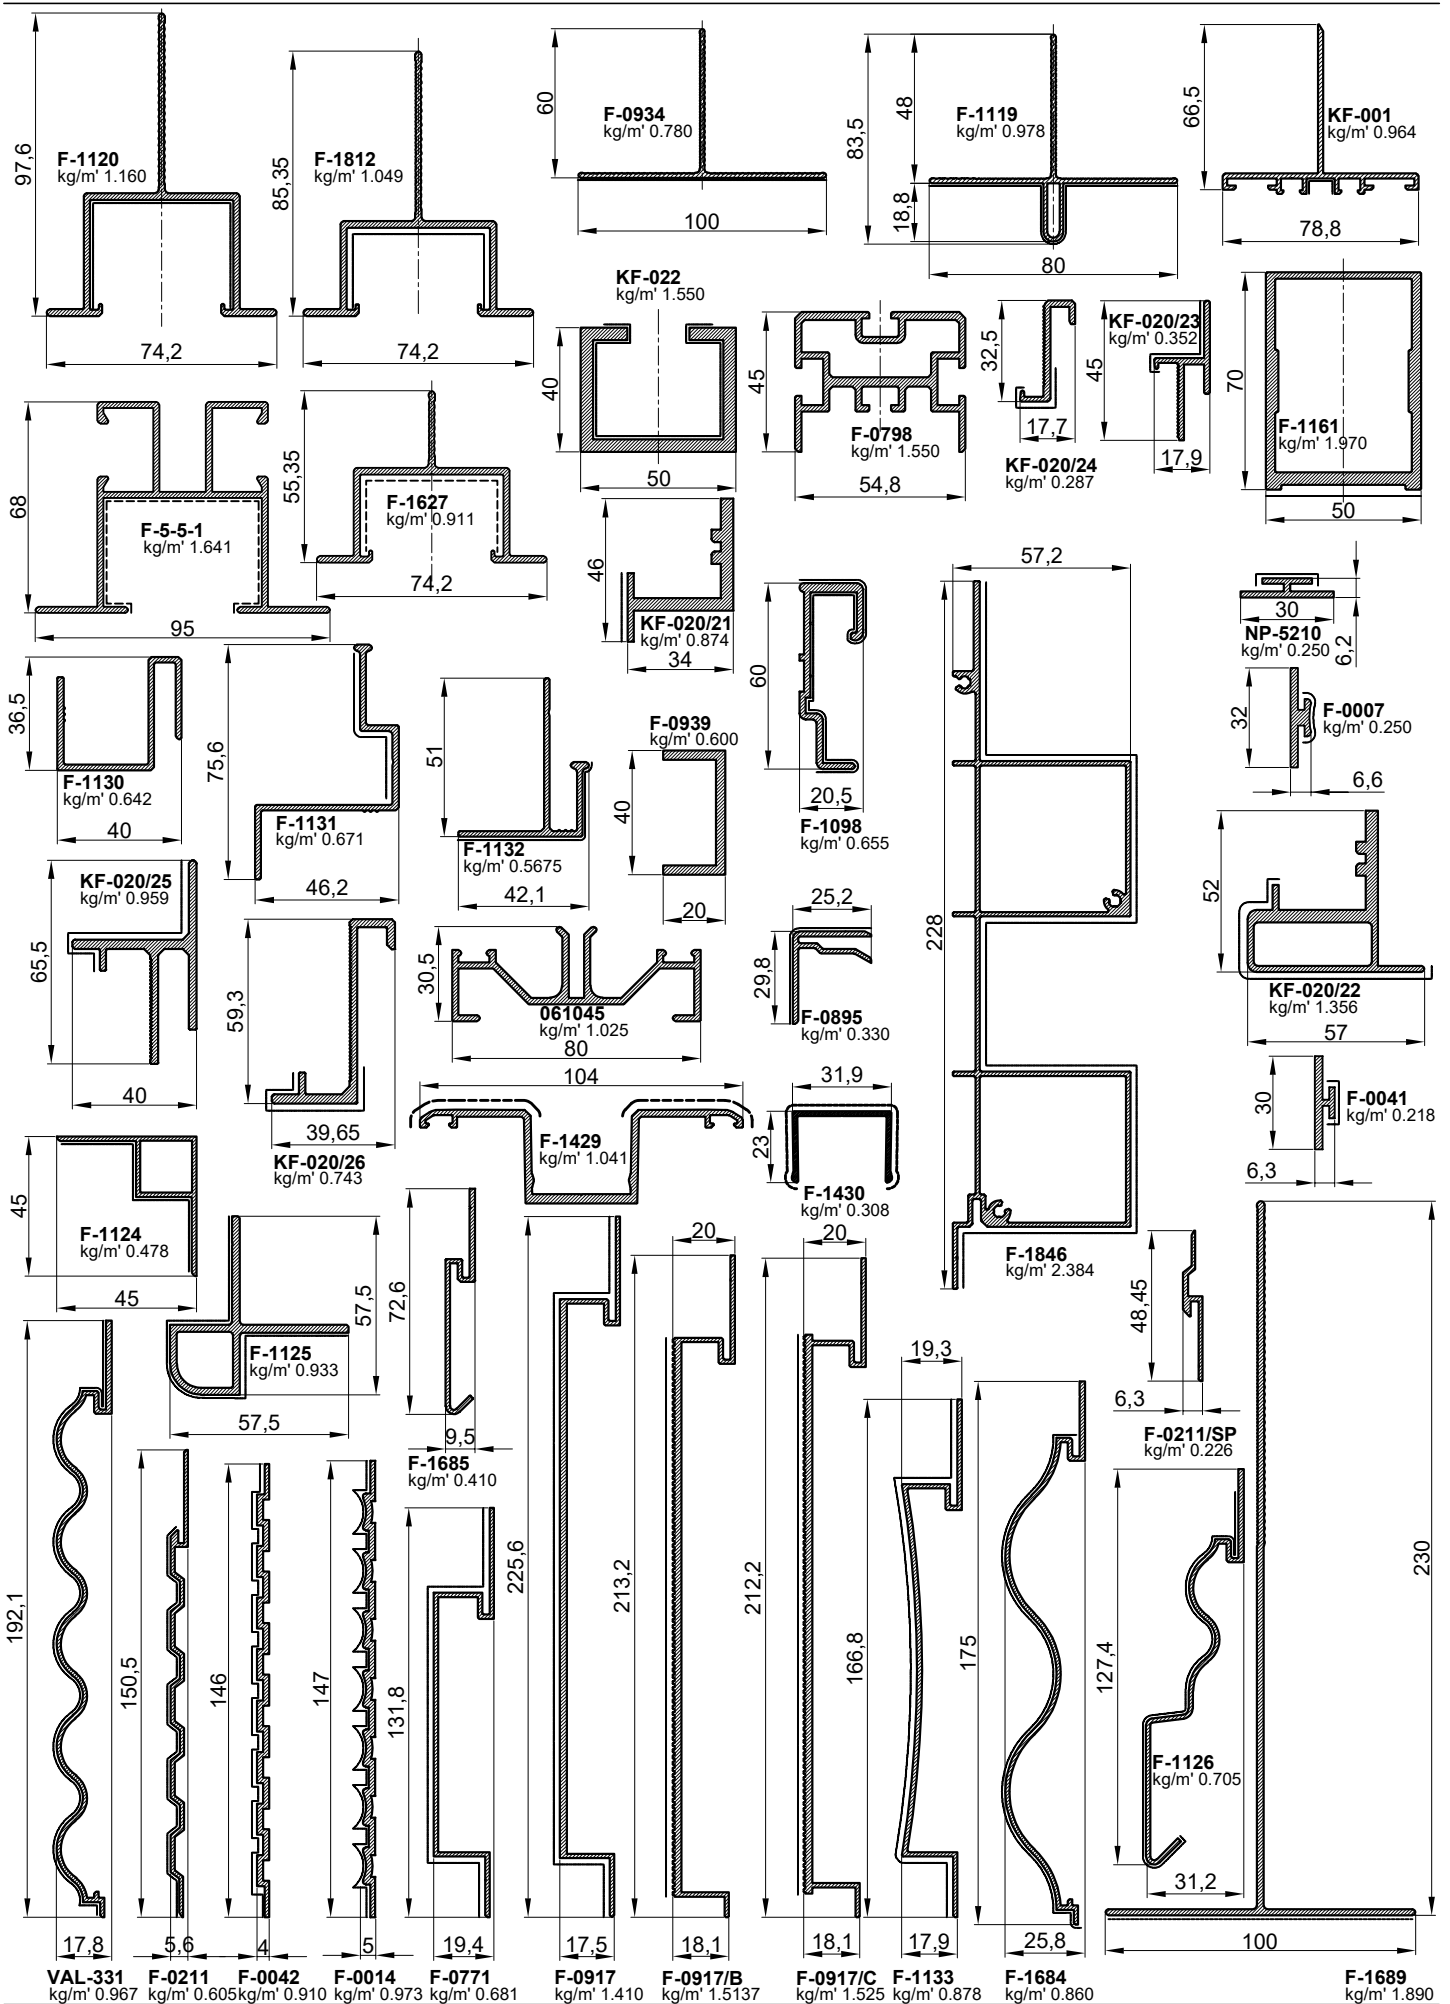 97,6
F-1120
kg/m' 1.160
74,2
85,35
F-1812
kg/m' 1.049
74,2
60
F-0934
kg/m' 0.780
100
83,5
48
18,8
F-1119
kg/m' 0.978
80
66,5
KF-001
kg/m' 0.964
78,8
KF-022
kg/m' 1.550
40
50
45
F-0798
kg/m' 1.550
54,8
32,5
17,7
KF-020/24
kg/m' 0.287
KF-020/23
kg/m' 0.352
45
17,9
70
F-1161
kg/m' 1.970
50
68
F-5-5-1
kg/m' 1.641
95
55,35
F-1627
kg/m' 0.911
74,2
46
KF-020/21
kg/m' 0.874
34
60
20,5
F-1098
kg/m' 0.655
57,2
228
F-1846
kg/m' 2.384
30
NP-5210
kg/m' 0.250
6,2
32
F-0007
kg/m' 0.250
6,6
36,5
F-1130
kg/m' 0.642
40
75,6
F-1131
kg/m' 0.671
46,2
51
F-1132
kg/m' 0.5675
42,1
F-0939
kg/m' 0.600
40
20
52
KF-020/22
kg/m' 1.356
57
KF-020/25
kg/m' 0.959
65,5
40
59,3
39,65
KF-020/26
kg/m' 0.743
30,5
061045
kg/m' 1.025
80
25,2
29,8
F-0895
kg/m' 0.330
104
F-1429
kg/m' 1.041
31,9
23
F-1430
kg/m' 0.308
30
F-0041
kg/m' 0.218
6,3
45
F-1124
kg/m' 0.478
45
57,5
F-1125
kg/m' 0.933
57,5
72,6
9,5
F-1685
kg/m' 0.410
48,45
6,3
F-0211/SP
kg/m' 0.226
192,1
17,8
VAL-331
kg/m' 0.967
150,5
5,6
F-0211
kg/m' 0.605
146
4
F-0042
kg/m' 0.910
147
5
F-0014
kg/m' 0.973
131,8
19,4
F-0771
kg/m' 0.681
225,6
17,5
F-0917
kg/m' 1.410
20
213,2
18,1
F-0917/B
kg/m' 1.5137
20
212,2
18,1
F-0917/C
kg/m' 1.525
19,3
166,8
17,9
F-1133
kg/m' 0.878
175
25,8
F-1684
kg/m' 0.860
127,4
F-1126
kg/m' 0.705
31,2
230
100
F-1689
kg/m' 1.890